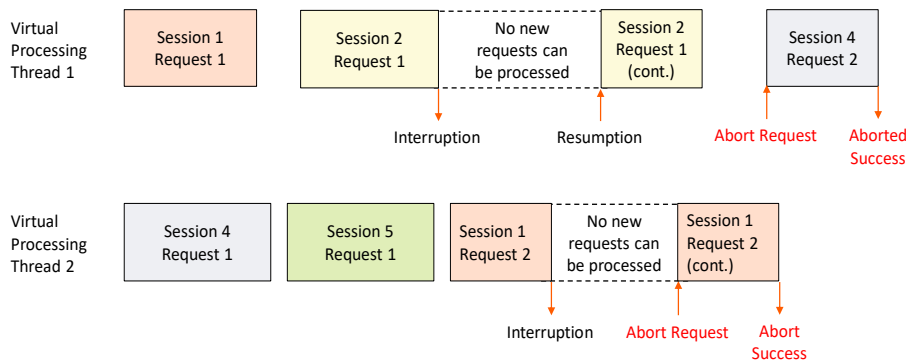 Virtual
Processing
Thread 1
Session 1
Request 1
Session 2
Request 1
No new
requests can
be processed
Session 2
Request 1
(cont.)
Session 4
Request 2
Interruption
Resumption
Abort Request
Aborted
Success
Virtual
Processing
Thread 2
Session 4
Request 1
Session 5
Request 1
Session 1
Request 2
No new
requests can
be processed
Session 1
Request 2
(cont.)
Interruption
Abort Request
Abort
Success